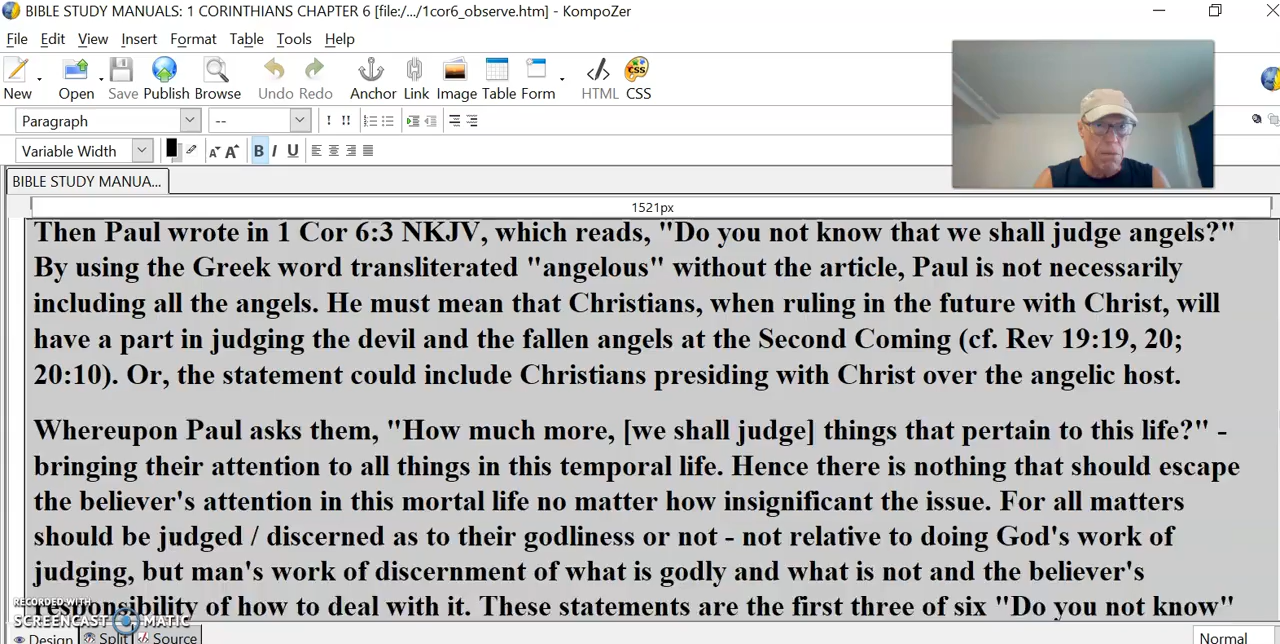 BIBLE STUDY MANUALS: 1 CORINTHIANS CHAPTER 6 [file:/.../1cor6_observe.htm] - KompoZer
File Edit View Insert Format Table Tools Help
New Open Save Publish Browse Undo Redo Anchor Link Image Table Form HTML CSS
Paragraph -- ! !!
Variable Width A A B I U
BIBLE STUDY MANUA...
1521px
Then Paul wrote in 1 Cor 6:3 NKJV, which reads, "Do you not know that we shall judge angels?"
By using the Greek word transliterated "angelous" without the article, Paul is not necessarily
including all the angels. He must mean that Christians, when ruling in the future with Christ, will
have a part in judging the devil and the fallen angels at the Second Coming (cf. Rev 19:19, 20;
20:10). Or, the statement could include Christians presiding with Christ over the angelic host.
Whereupon Paul asks them, "How much more, [we shall judge] things that pertain to this life?" -
bringing their attention to all things in this temporal life. Hence there is nothing that should escape
the believer's attention in this mortal life no matter how insignificant the issue. For all matters
should be judged / discerned as to their godliness or not - not relative to doing God's work of
judging, but man's work of discernment of what is godly and what is not and the believer's
responsibility of how to deal with it. These statements are the first three of six "Do you not know"
RECORDED WITH
SCREENCAST MATIC
Design Split Source Normal